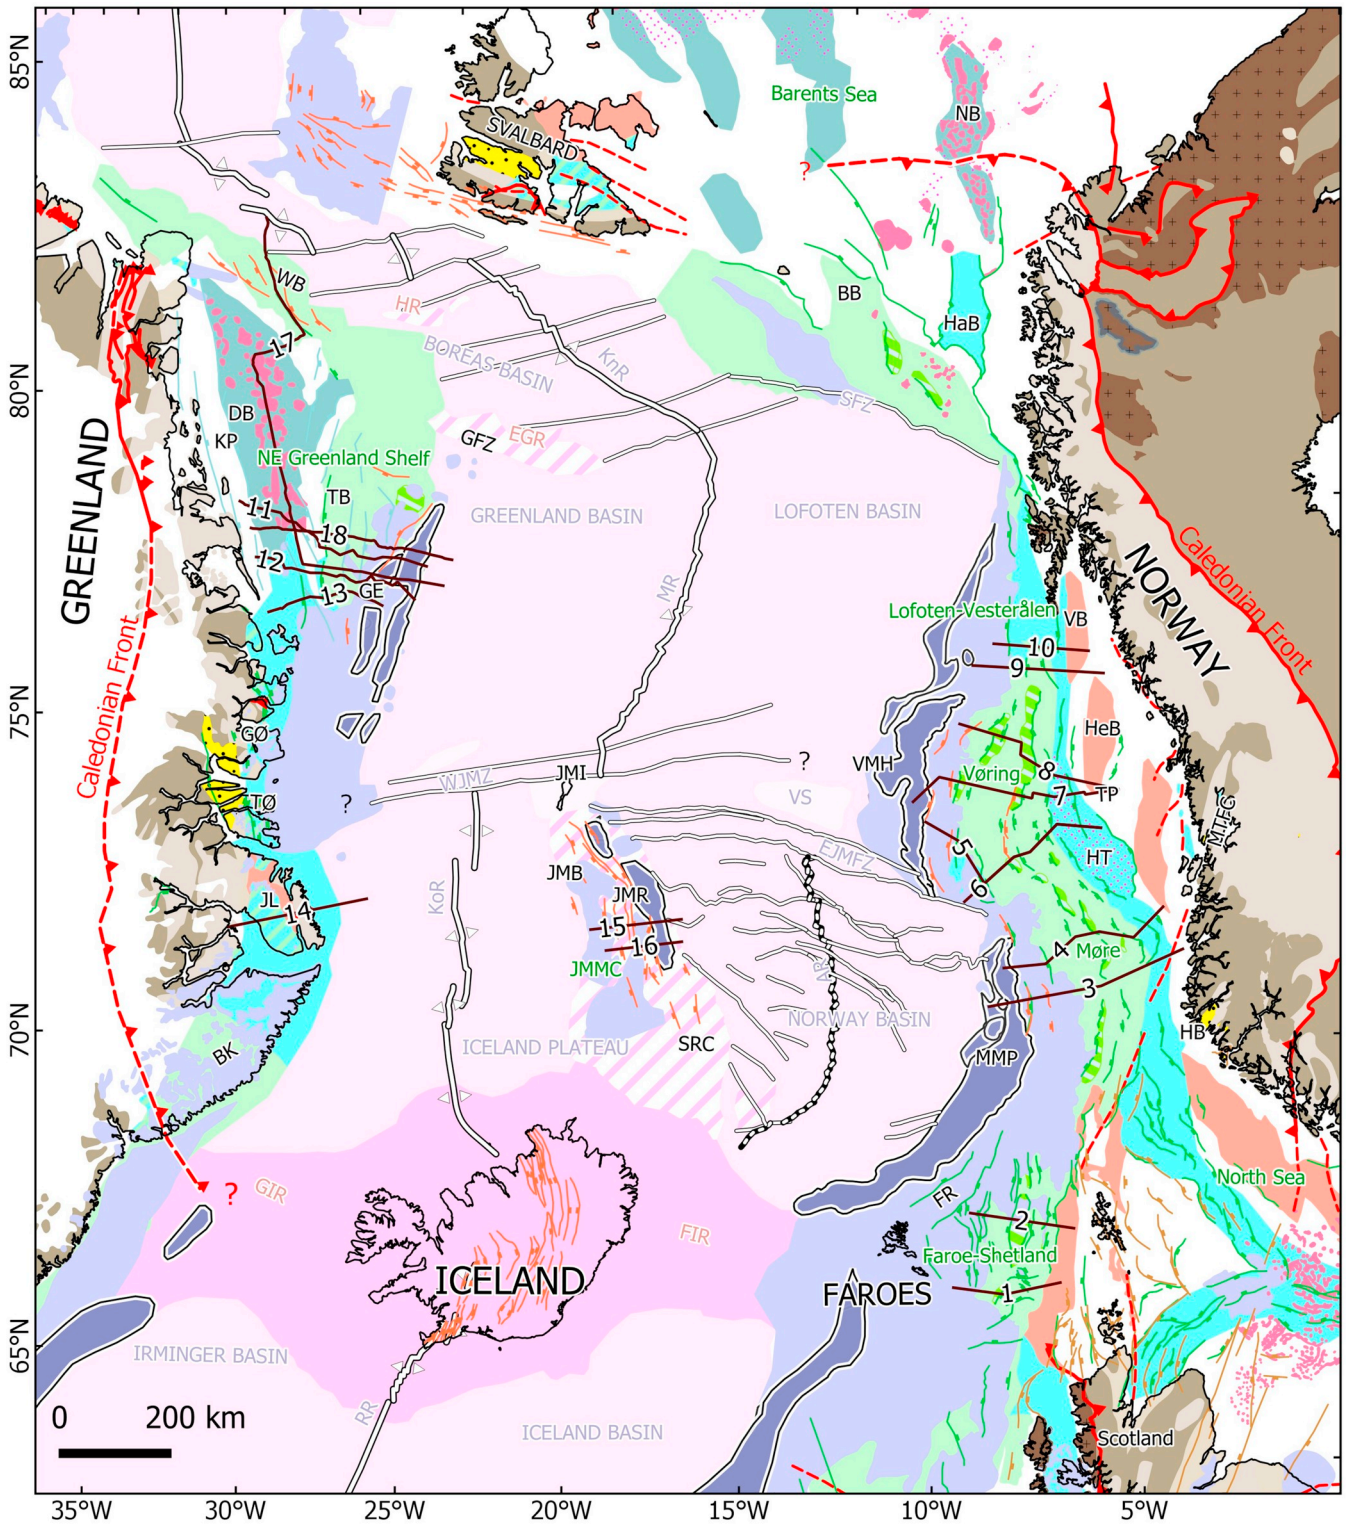 85°N
80°N
75°N
70°N
65°N
Barents Sea
NB
SVALBARD
?
WB
HR
BB
HaB
17
BOREAS BASIN
KnR
SFZ
DB
KP
GREENLAND
NE Greenland Shelf
GFZ
EGR
TB
11
18
12
13
GE
GREENLAND BASIN
LOFOTEN BASIN
NORWAY
Caledonian Front
MR
Lofoten-Vesterålen
VB
10
9
Caledonian Front
GØ
HeB
TØ
?
WJMZ
JMI
?
VMH
VS
Vøring
8
7
TP
MTFG
5
6
HT
EJMFZ
KoR
JMB
JMR
JL
14
15
16
JMMC
AR
4
Møre
3
NORWAY BASIN
ICELAND PLATEAU
SRC
MMP
HB
BK
North Sea
?
GIR
FIR
FR
2
Faroe-Shetland
ICELAND
FAROES
1
IRMINGER BASIN
RR
ICELAND BASIN
Scotland
0 200 km
35°W 30°W 25°W 20°W 15°W 10°W 5°W